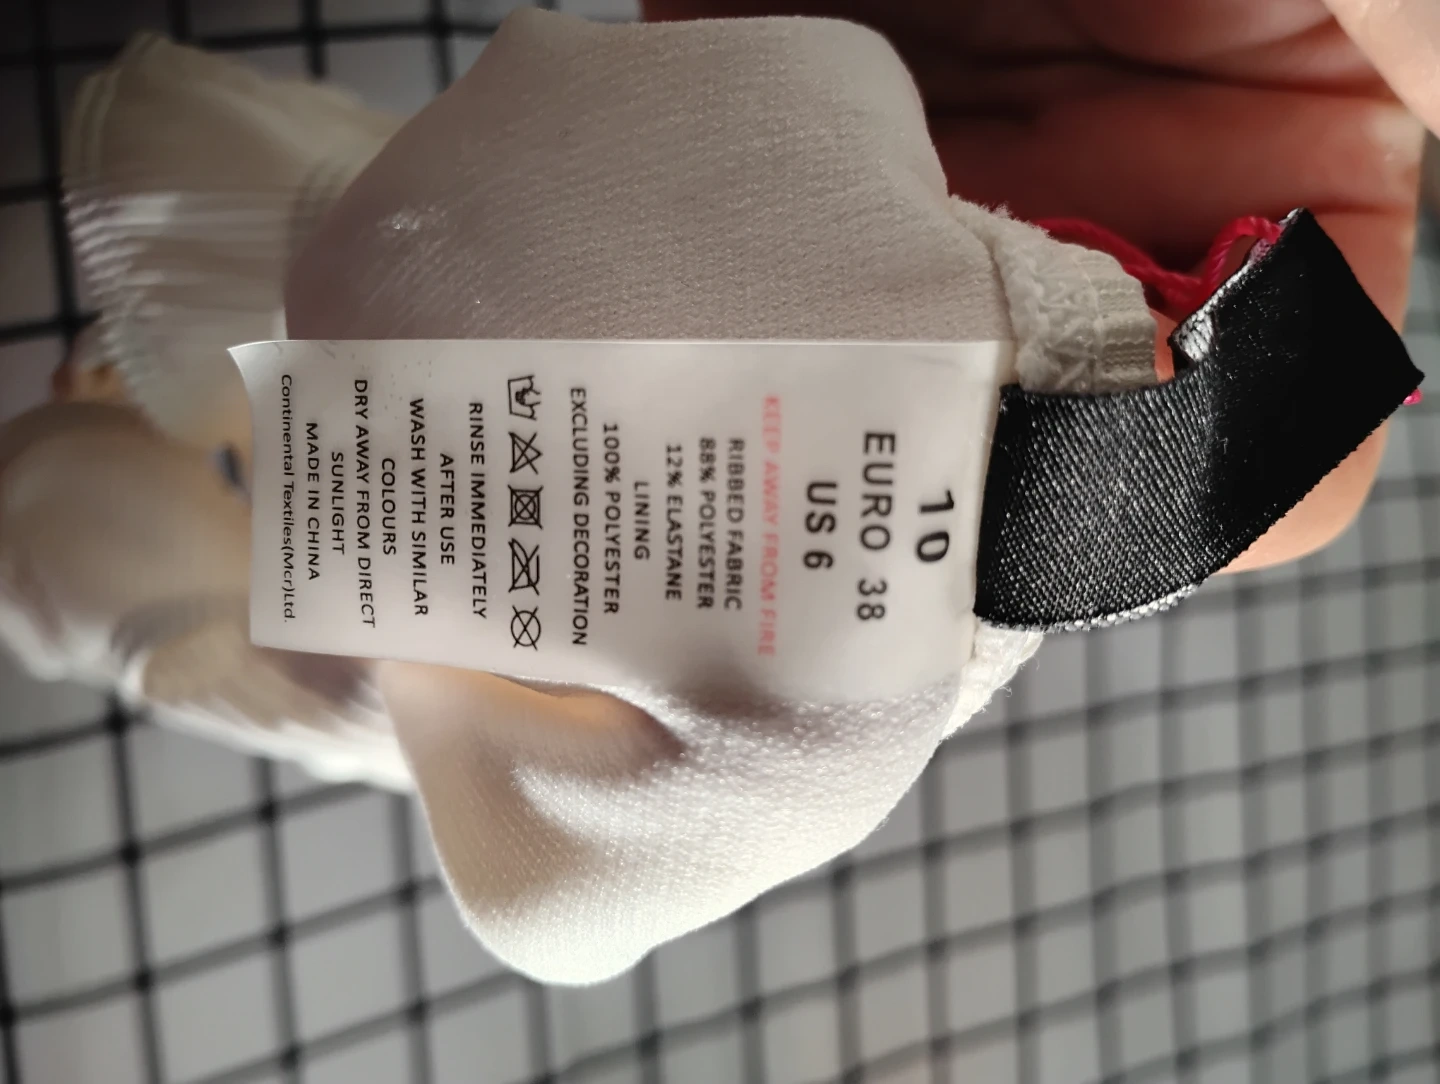 10
EURO 38
US 6
KEEP AWAY FROM FIRE
RIBBED FABRIC
88% POLYESTER
12% ELASTANE
LINING
100% POLYESTER
EXCLUDING DECORATION
RINSE IMMEDIATELY
AFTER USE
WASH WITH SIMILAR
COLOURS
DRY AWAY FROM DIRECT
SUNLIGHT
MADE IN CHINA
Continental Textiles(Mcr)Ltd.